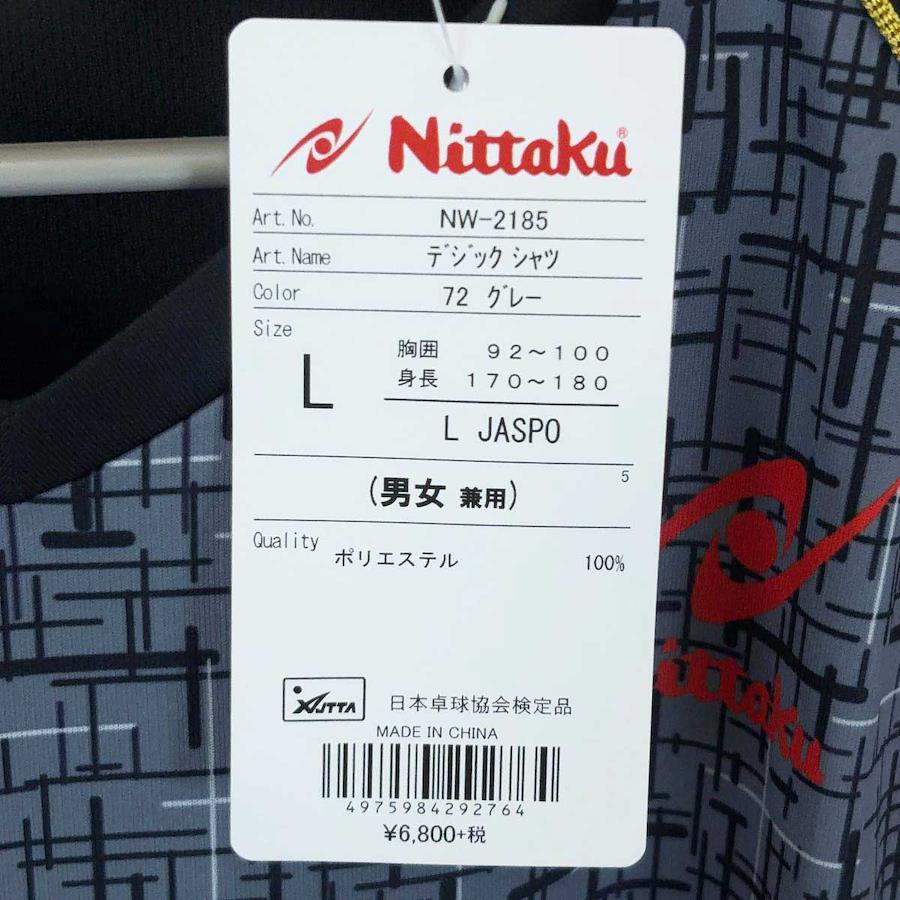 Nittaku®
Art.No. NW-2185
Art.Name ﾃﾞｼﾞｯｸ ｼｬﾂ
Color 72 ｸﾞﾚｰ
Size
L
胸囲 92～100
身長 170～180
L JASPO
5
(男女 兼用)
Quality
ポリエステル 100%
JTTA 日本卓球協会検定品
MADE IN CHINA
4975984292764
¥6,800+税
Nittaku